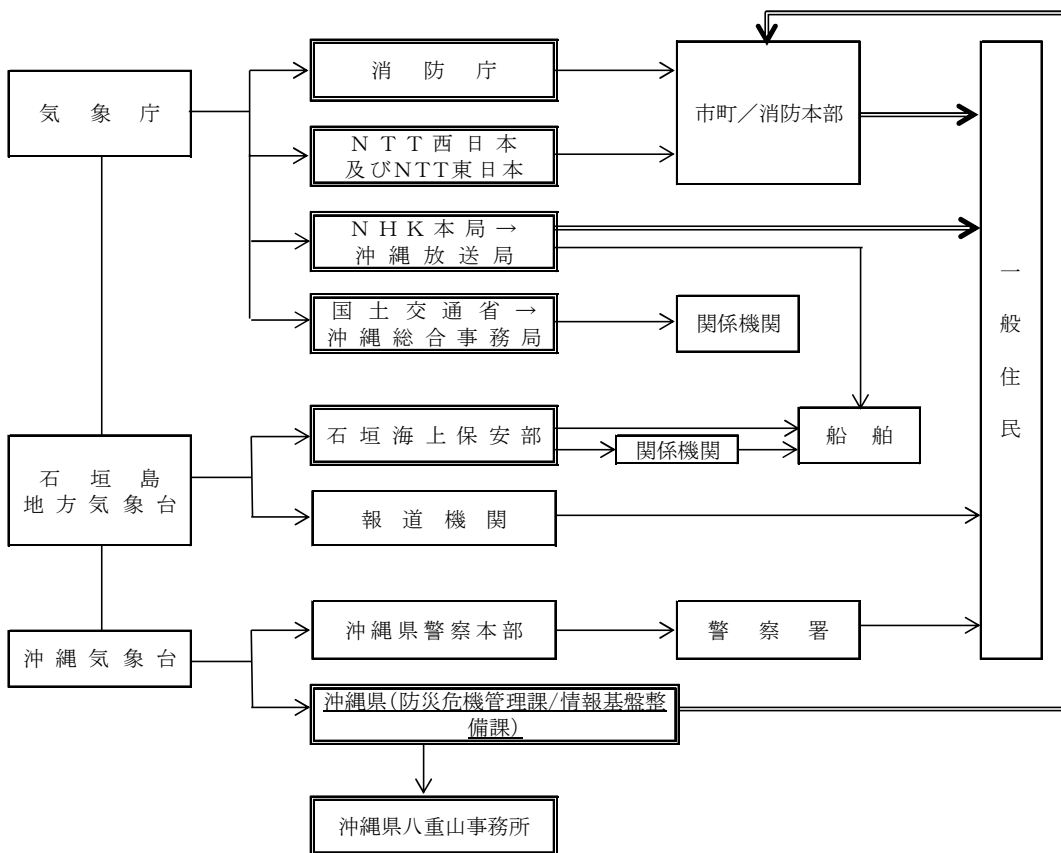 消防庁
気象庁
市町／消防本部
NTT西日本
及びNTT東日本
NHK本局→
沖縄放送局
国土交通省→
沖縄総合事務局
関係機関
一般住民
石垣海上保安部
船舶
関係機関
石垣島
地方気象台
報道機関
沖縄県警察本部
警察署
沖縄気象台
沖縄県(防災危機管理課/情報基盤整
備課)
沖縄県八重山事務所